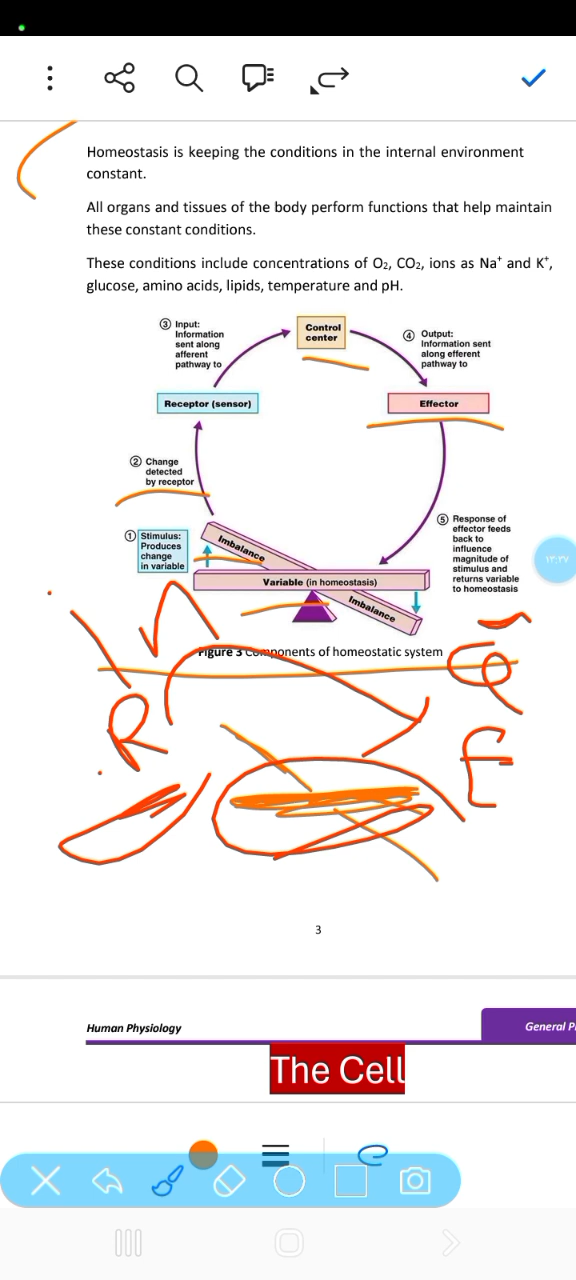 Homeostasis is keeping the conditions in the internal environment
constant.
All organs and tissues of the body perform functions that help maintain
these constant conditions.
These conditions include concentrations of O₂, CO₂, ions as Na⁺ and K⁺,
glucose, amino acids, lipids, temperature and pH.
③ Input:
Information
sent along
afferent
pathway to
Control
center
④ Output:
Information sent
along efferent
pathway to
Receptor (sensor)
Effector
② Change
detected
by receptor
① Stimulus:
Produces
change
in variable
Imbalance
Variable (in homeostasis)
Imbalance
⑤ Response of
effector feeds
back to
influence
magnitude of
stimulus and
returns variable
to homeostasis
١٣:٣٧
Figure 3 Components of homeostatic system
R
E
3
Human Physiology
General P
The Cell